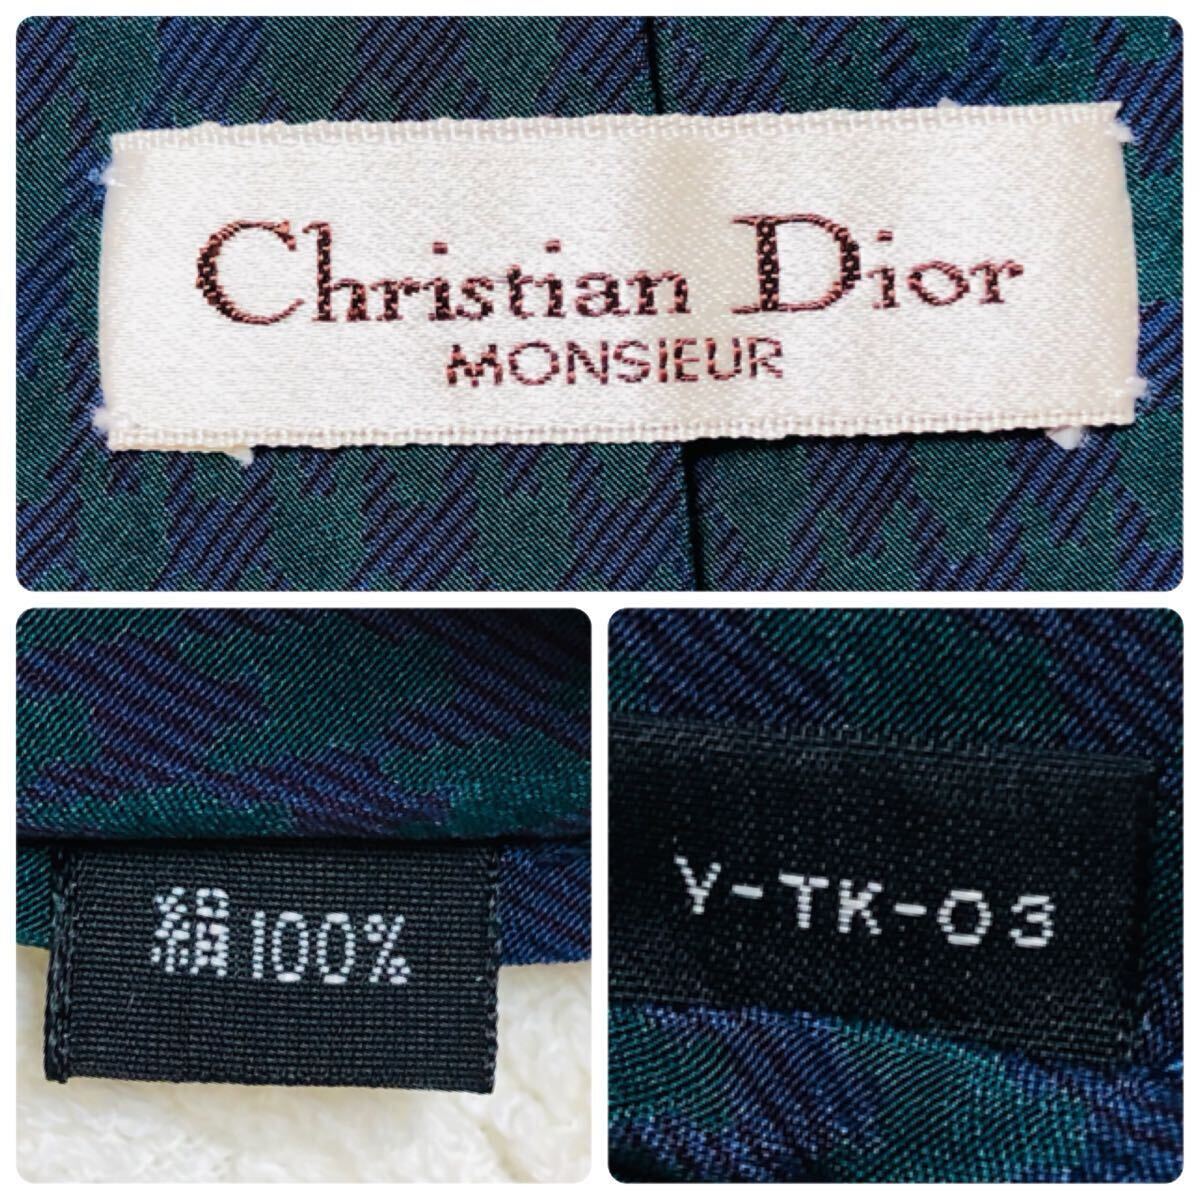 Christian Dior
MONSIEUR
絹100%
Y-TK-03